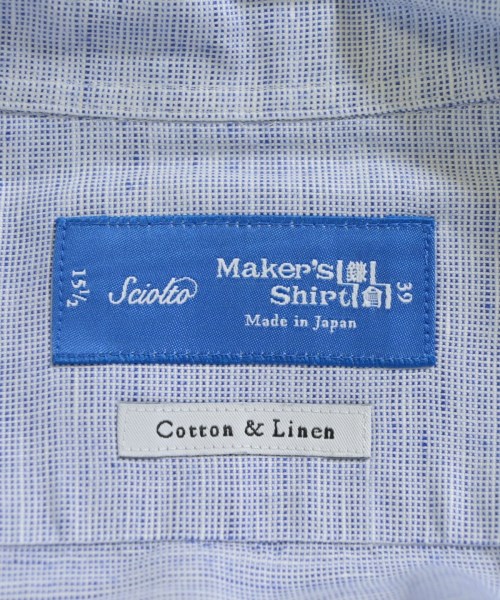 15½
Sciolto
Maker's 鎌
Shirt 倉
Made in Japan
39
Cotton & Linen